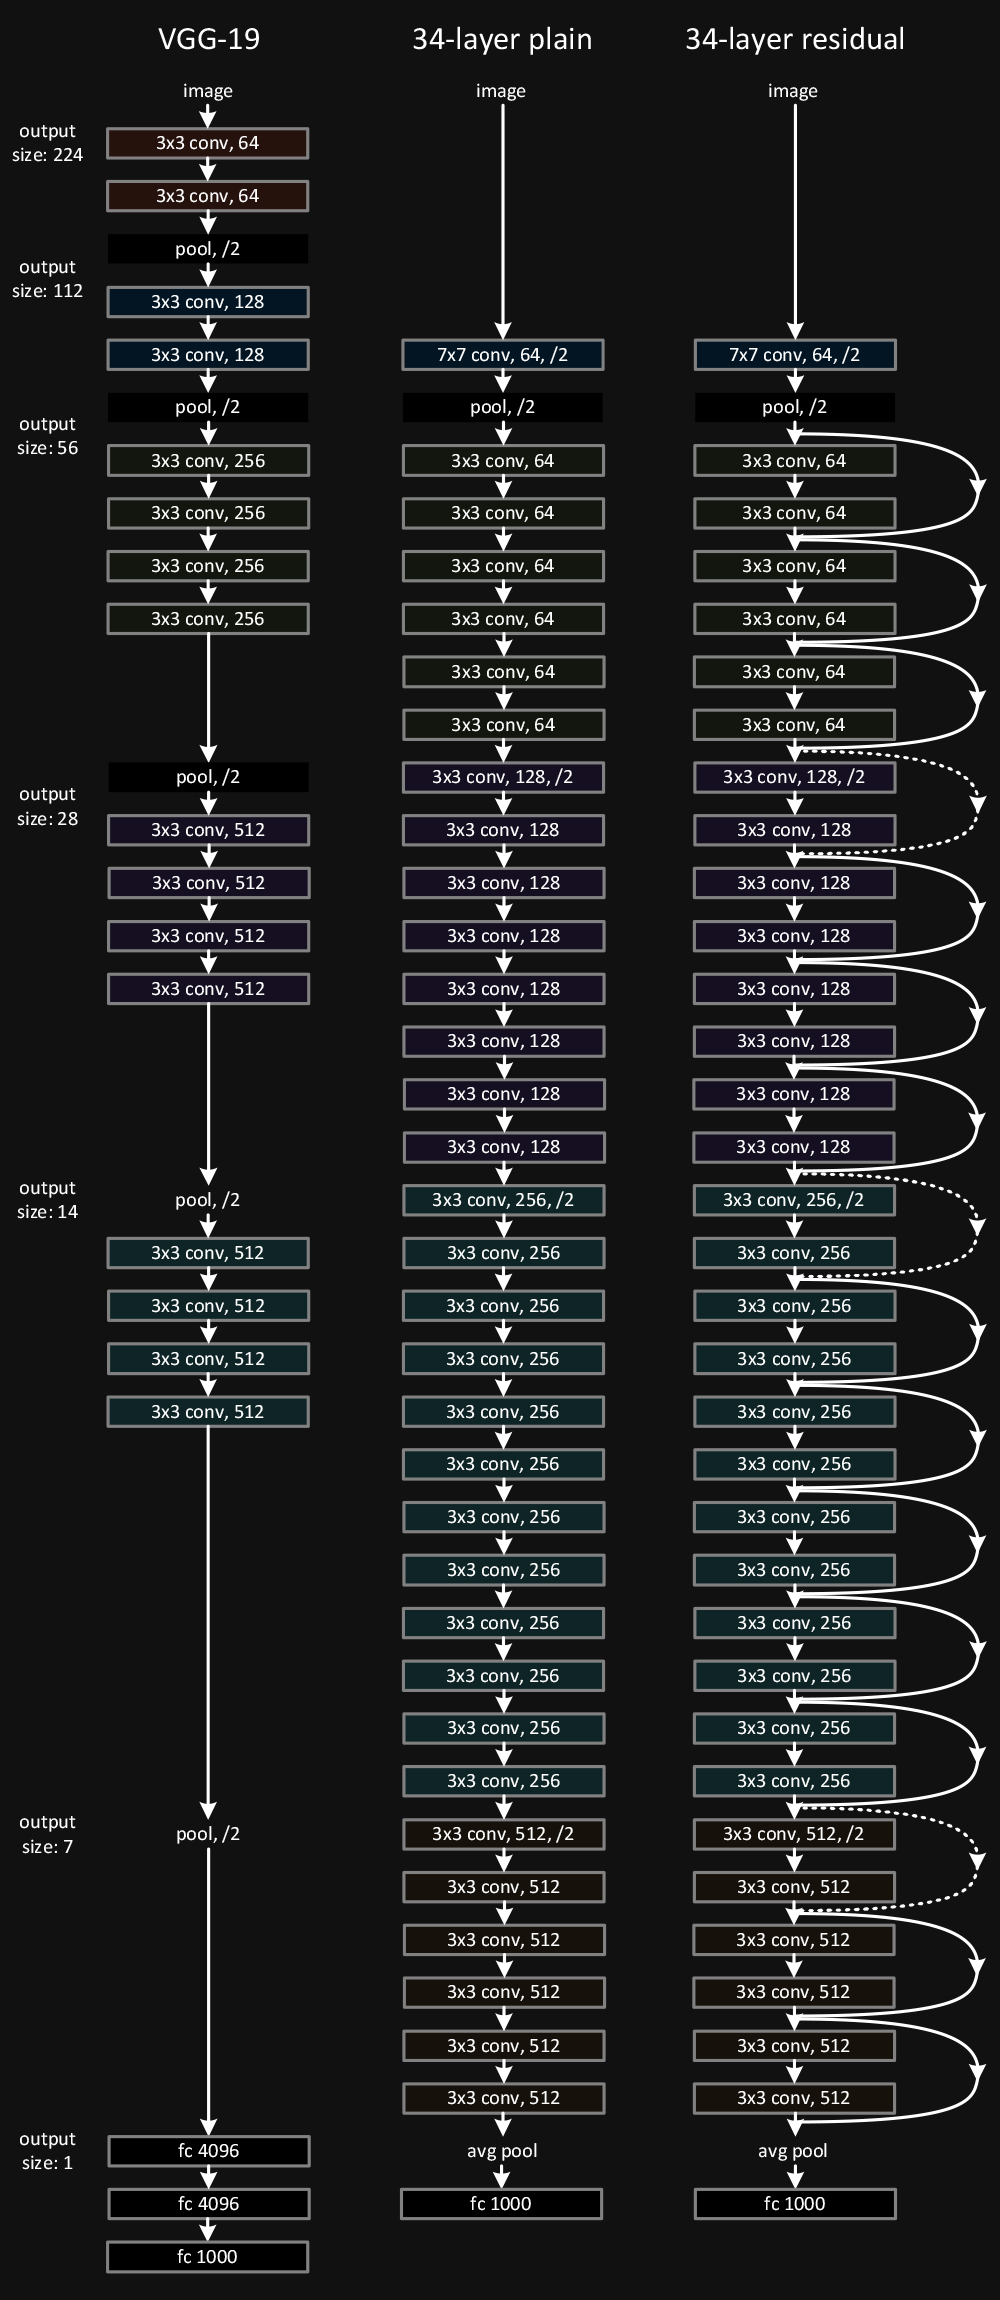 VGG-19
34-layer plain
34-layer residual
output
size: 224
output
size: 112
output
size: 56
output
size: 28
output
size: 14
output
size: 7
output
size: 1
image
3x3 conv, 64
3x3 conv, 64
pool, /2
3x3 conv, 128
3x3 conv, 128
pool, /2
3x3 conv, 256
3x3 conv, 256
3x3 conv, 256
3x3 conv, 256
pool, /2
3x3 conv, 512
3x3 conv, 512
3x3 conv, 512
3x3 conv, 512
pool, /2
3x3 conv, 512
3x3 conv, 512
3x3 conv, 512
3x3 conv, 512
pool, /2
fc 4096
fc 4096
fc 1000
image
7x7 conv, 64, /2
pool, /2
3x3 conv, 64
3x3 conv, 64
3x3 conv, 64
3x3 conv, 64
3x3 conv, 64
3x3 conv, 64
3x3 conv, 128, /2
3x3 conv, 128
3x3 conv, 128
3x3 conv, 128
3x3 conv, 128
3x3 conv, 128
3x3 conv, 128
3x3 conv, 128
3x3 conv, 256, /2
3x3 conv, 256
3x3 conv, 256
3x3 conv, 256
3x3 conv, 256
3x3 conv, 256
3x3 conv, 256
3x3 conv, 256
3x3 conv, 256
3x3 conv, 256
3x3 conv, 256
3x3 conv, 256
3x3 conv, 512, /2
3x3 conv, 512
3x3 conv, 512
3x3 conv, 512
3x3 conv, 512
3x3 conv, 512
avg pool
fc 1000
image
7x7 conv, 64, /2
pool, /2
3x3 conv, 64
3x3 conv, 64
3x3 conv, 64
3x3 conv, 64
3x3 conv, 64
3x3 conv, 64
3x3 conv, 128, /2
3x3 conv, 128
3x3 conv, 128
3x3 conv, 128
3x3 conv, 128
3x3 conv, 128
3x3 conv, 128
3x3 conv, 128
3x3 conv, 256, /2
3x3 conv, 256
3x3 conv, 256
3x3 conv, 256
3x3 conv, 256
3x3 conv, 256
3x3 conv, 256
3x3 conv, 256
3x3 conv, 256
3x3 conv, 256
3x3 conv, 256
3x3 conv, 256
3x3 conv, 512, /2
3x3 conv, 512
3x3 conv, 512
3x3 conv, 512
3x3 conv, 512
3x3 conv, 512
avg pool
fc 1000